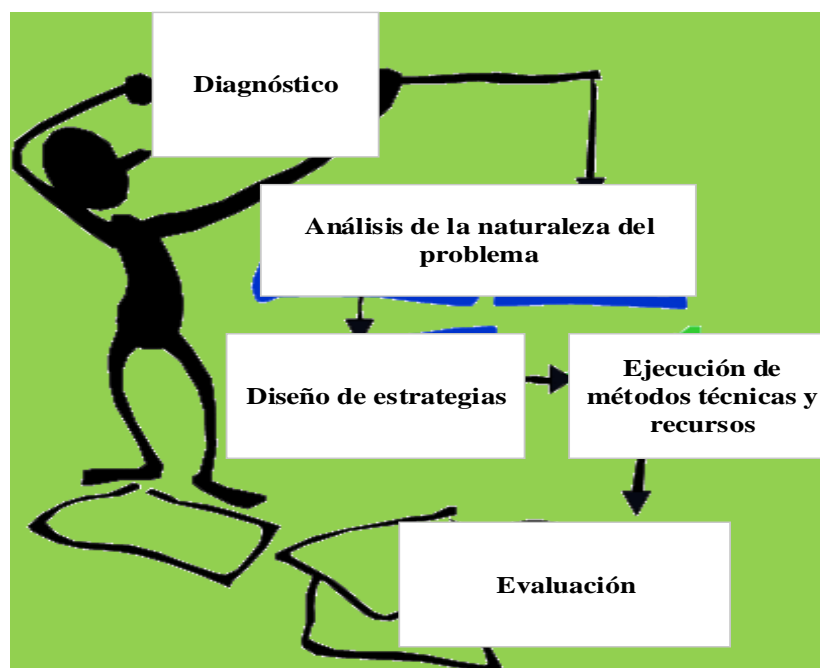 Diagnóstico
Análisis de la naturaleza del
problema
Diseño de estrategias
Ejecución de
métodos técnicas y
recursos
Evaluación